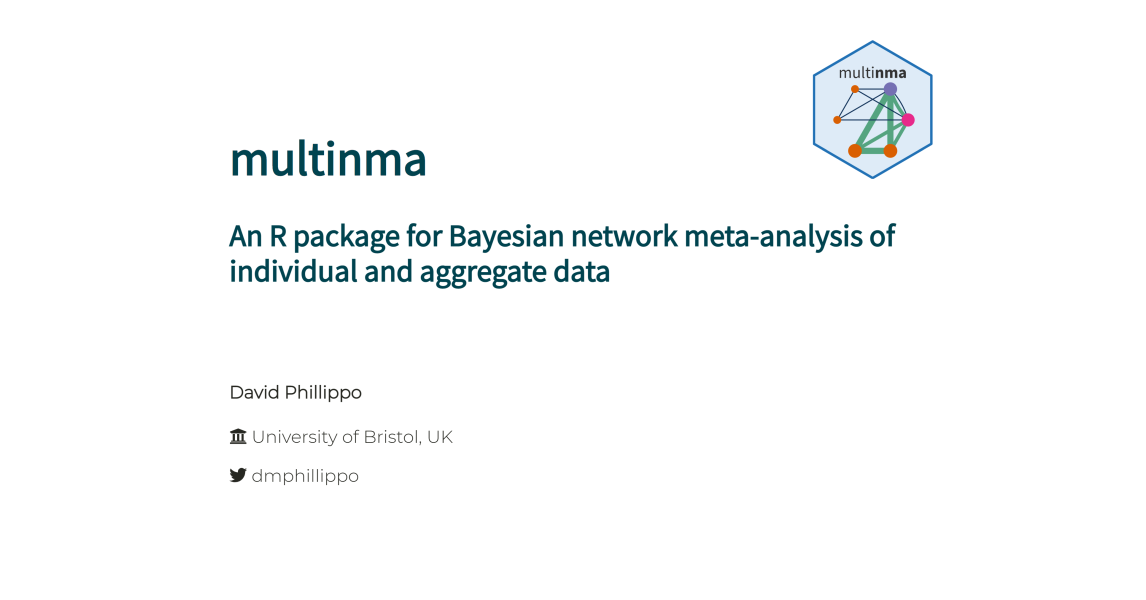 multinma
multinma
An R package for Bayesian network meta-analysis of
individual and aggregate data
David Phillippo
University of Bristol, UK
dmphillippo